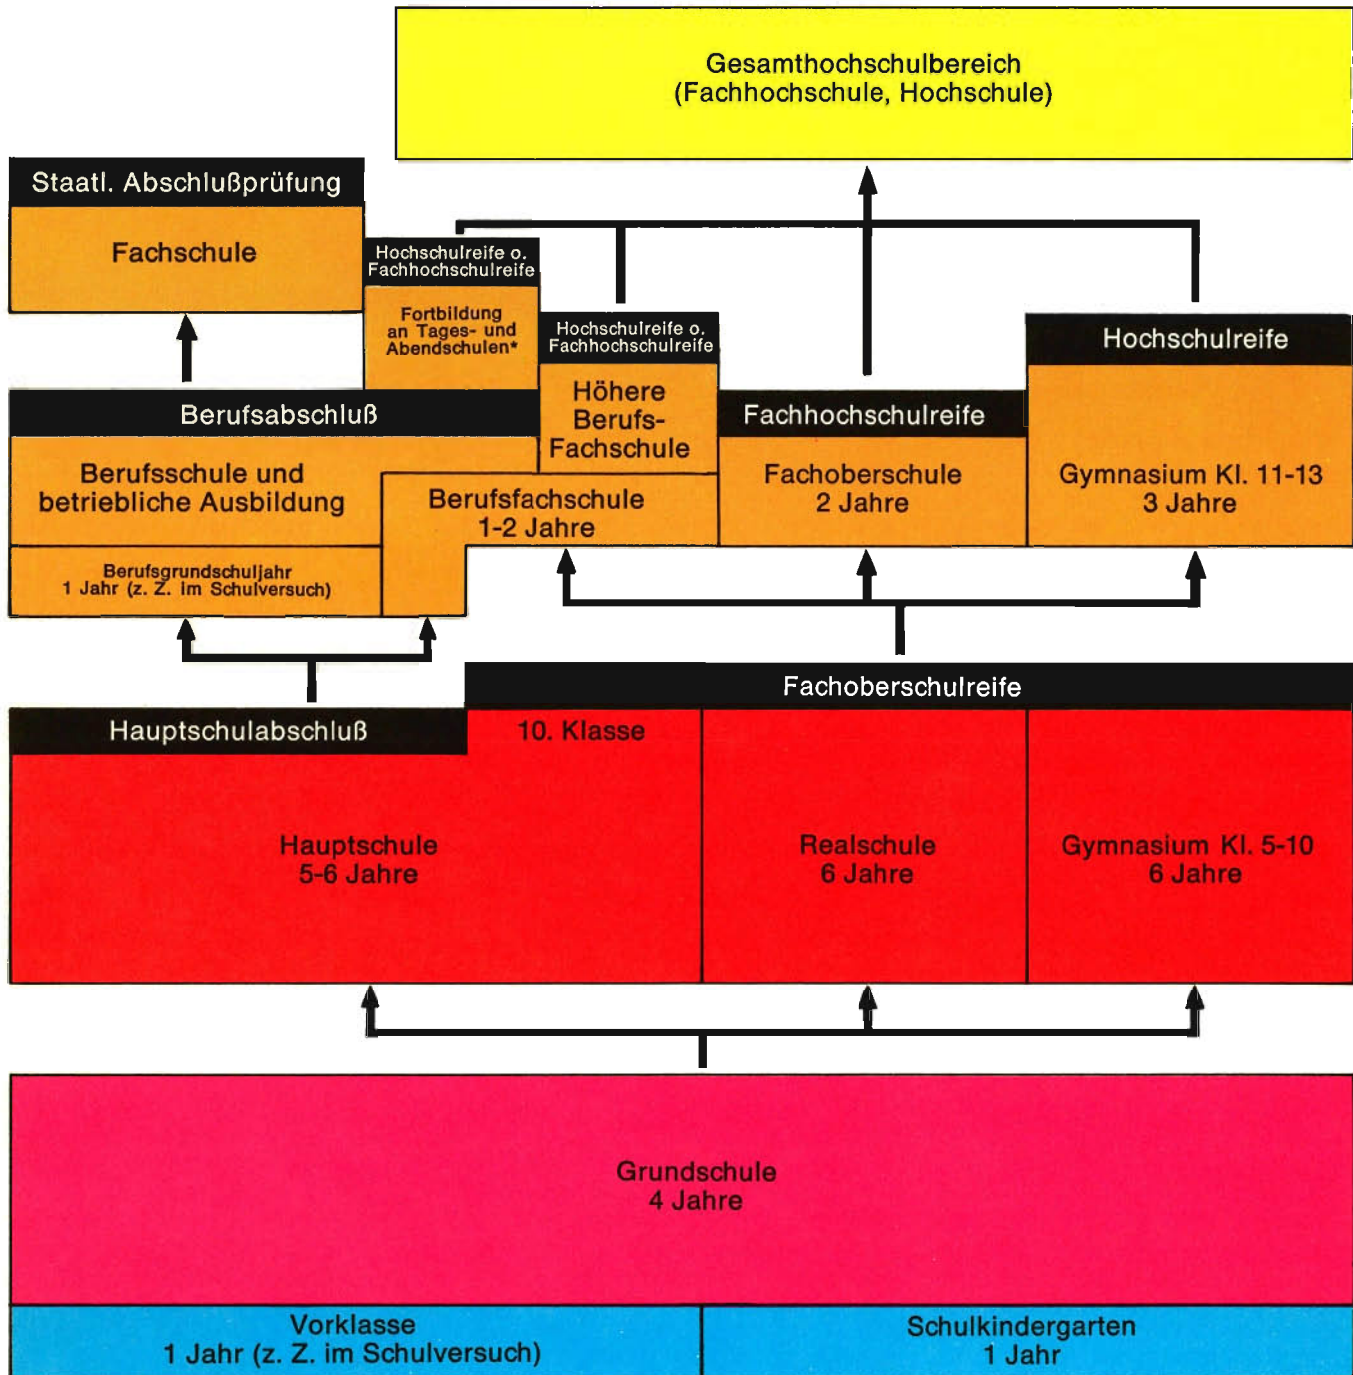 Gesamthochschulbereich
(Fachhochschule, Hochschule)
Staatl. Abschlußprüfung
Fachschule
Hochschulreife o.
Fachhochschulreife
Fortbildung
an Tages- und
Abendschulen*
Hochschulreife o.
Fachhochschulreife
Höhere
Berufs-
Fachschule
Hochschulreife
Berufsabschluß
Fachhochschulreife
Berufsschule und
betriebliche Ausbildung
Berufsfachschule
1-2 Jahre
Fachoberschule
2 Jahre
Gymnasium Kl. 11-13
3 Jahre
Berufsgrundschuljahr
1 Jahr (z. Z. im Schulversuch)
Fachoberschulreife
Hauptschulabschluß
10. Klasse
Hauptschule
5-6 Jahre
Realschule
6 Jahre
Gymnasium Kl. 5-10
6 Jahre
Grundschule
4 Jahre
Vorklasse
1 Jahr (z. Z. im Schulversuch)
Schulkindergarten
1 Jahr